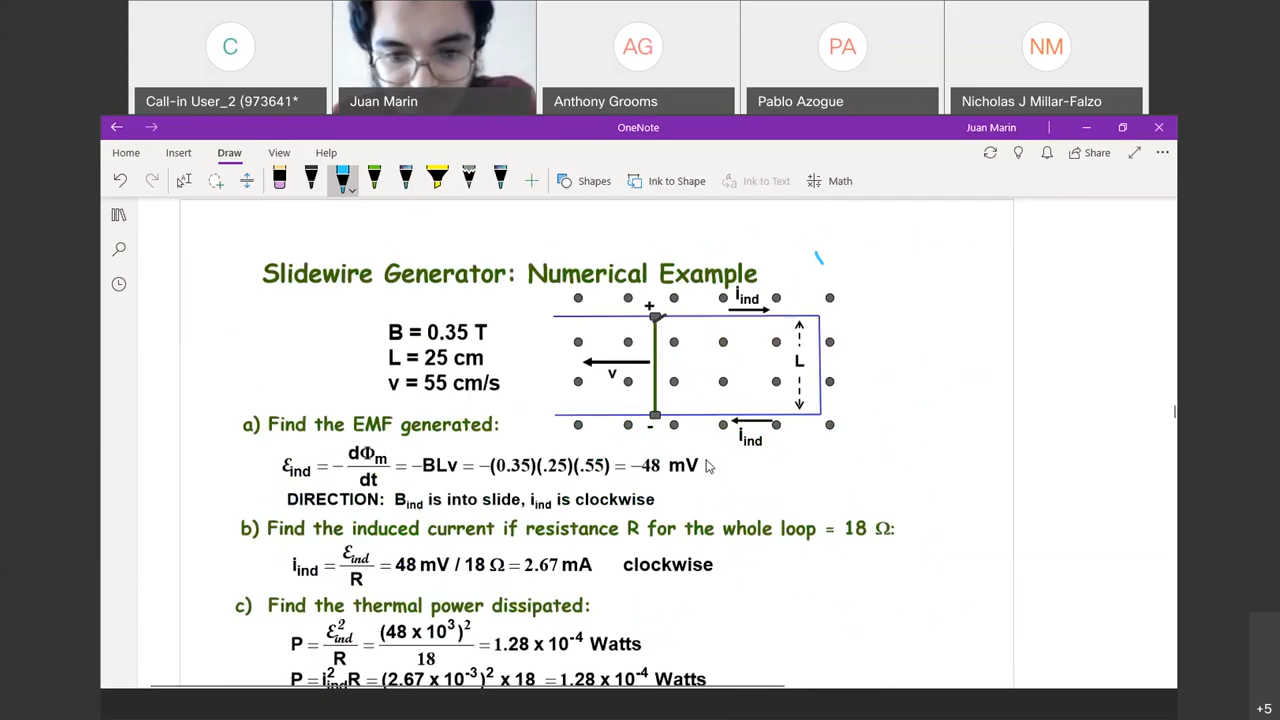 C
AG
PA
NM
Call-in User_2 (973641*
Juan Marin
Anthony Grooms
Pablo Azogue
Nicholas J Millar-Falzo
OneNote
Juan Marin
Home
Insert
Draw
View
Help
Share
Shapes
Ink to Shape
Ink to Text
Math
Slidewire Generator: Numerical Example
B = 0.35 T
L = 25 cm
v = 55 cm/s
+
i_ind
v
L
-
i_ind
a) Find the EMF generated:
ℰ_ind = − dΦ_m/dt = −BLv = −(0.35)(.25)(.55) = −48 mV
DIRECTION: B_ind is into slide, i_ind is clockwise
b) Find the induced current if resistance R for the whole loop = 18 Ω:
i_ind = ℰ_ind/R = 48 mV / 18 Ω = 2.67 mA clockwise
c) Find the thermal power dissipated:
P = ℰ²_ind/R = (48 x 10³)²/18 = 1.28 x 10⁻⁴ Watts
P = i²_ind R = (2.67 x 10⁻³)² x 18 = 1.28 x 10⁻⁴ Watts
+5